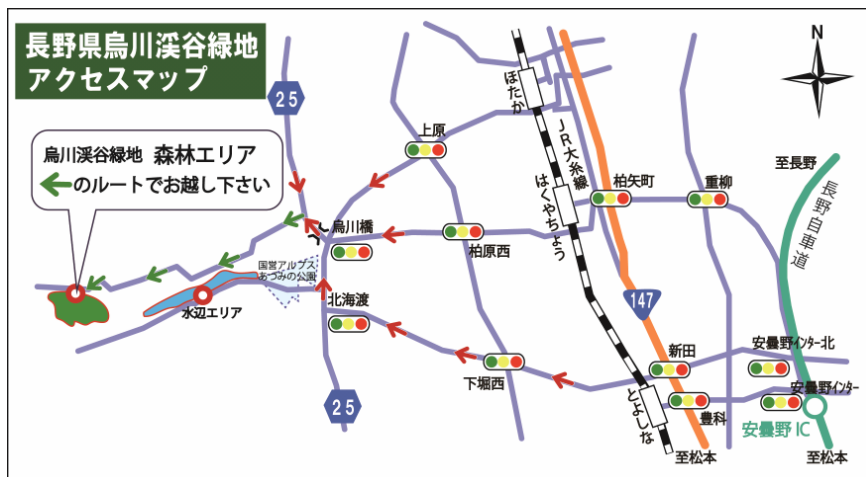 長野県烏川渓谷緑地
アクセスマップ
N
25
ほたか
上原
JR大糸線
至長野
長野自動車道
烏川渓谷緑地 森林エリア
のルートでお越し下さい
はくやちょう
柏矢町
重柳
烏川橋
柏原西
国営アルプス
あづみの公園
水辺エリア
北海渡
147
新田
安曇野インター北
下堀西
とよしな
豊科
安曇野インター
25
安曇野IC
至松本
至松本